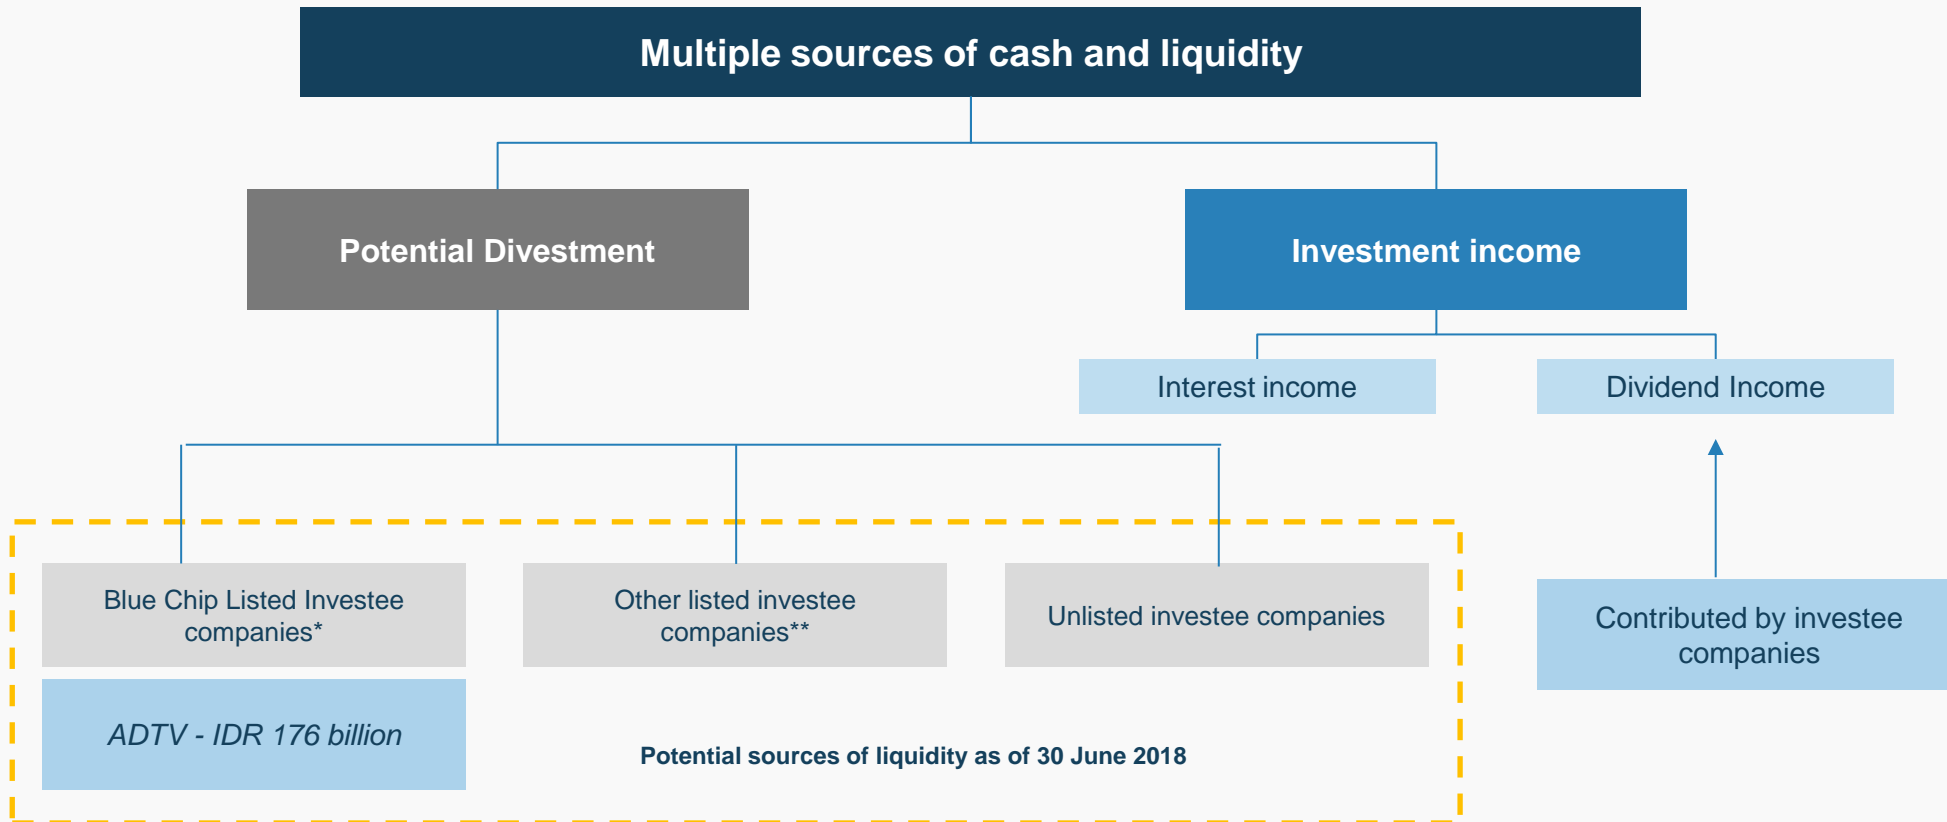 Multiple sources of cash and liquidity
Potential Divestment
Investment income
Interest income
Dividend Income
Blue Chip Listed Investee
companies*
Other listed investee
companies**
Unlisted investee companies
Contributed by investee
companies
ADTV - IDR 176 billion
Potential sources of liquidity as of 30 June 2018